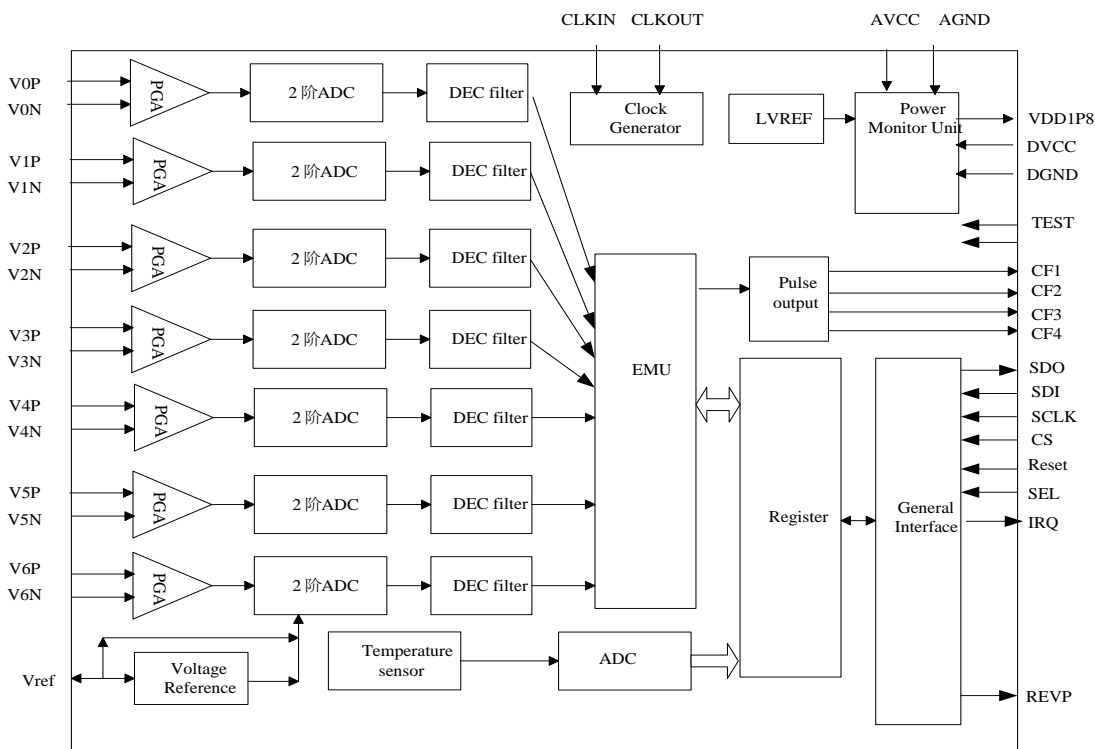 CLKIN CLKOUT AVCC AGND
V0P
V0N
PGA
2 阶ADC
DEC filter
Clock
Generator
LVREF
Power
Monitor Unit
VDD1P8
DVCC
DGND
V1P
V1N
PGA
2 阶ADC
DEC filter
TEST
V2P
V2N
PGA
2 阶ADC
DEC filter
Pulse
output
CF1
CF2
CF3
CF4
V3P
V3N
PGA
2 阶ADC
DEC filter
EMU
SDO
SDI
SCLK
CS
Reset
SEL
IRQ
V4P
V4N
PGA
2 阶ADC
DEC filter
V5P
V5N
PGA
2 阶ADC
DEC filter
Register
General
Interface
V6P
V6N
PGA
2 阶ADC
DEC filter
Vref
Voltage
Reference
Temperature
sensor
ADC
REVP